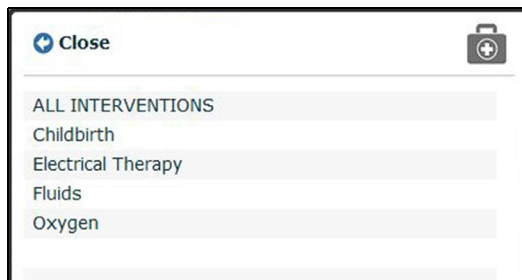 Close
ALL INTERVENTIONS
Childbirth
Electrical Therapy
Fluids
Oxygen